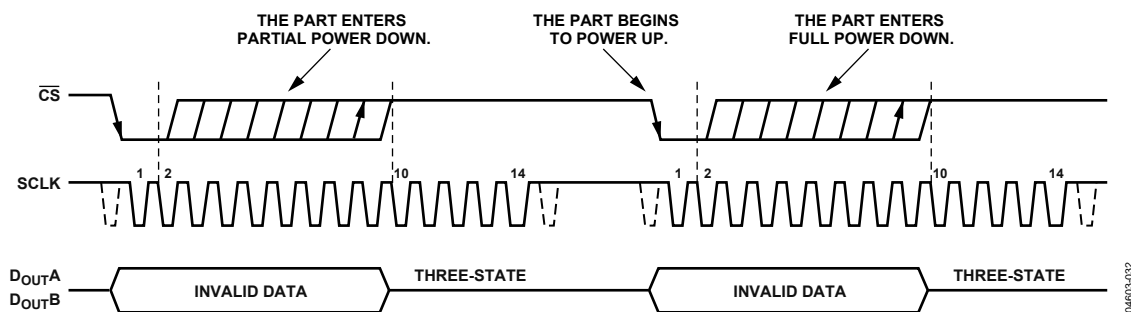 THE PART ENTERS
PARTIAL POWER DOWN.
THE PART BEGINS
TO POWER UP.
THE PART ENTERS
FULL POWER DOWN.
CS
SCLK
1 2 10 14 1 2 10 14
DOUTA
DOUTB
INVALID DATA THREE-STATE INVALID DATA THREE-STATE
04603-032